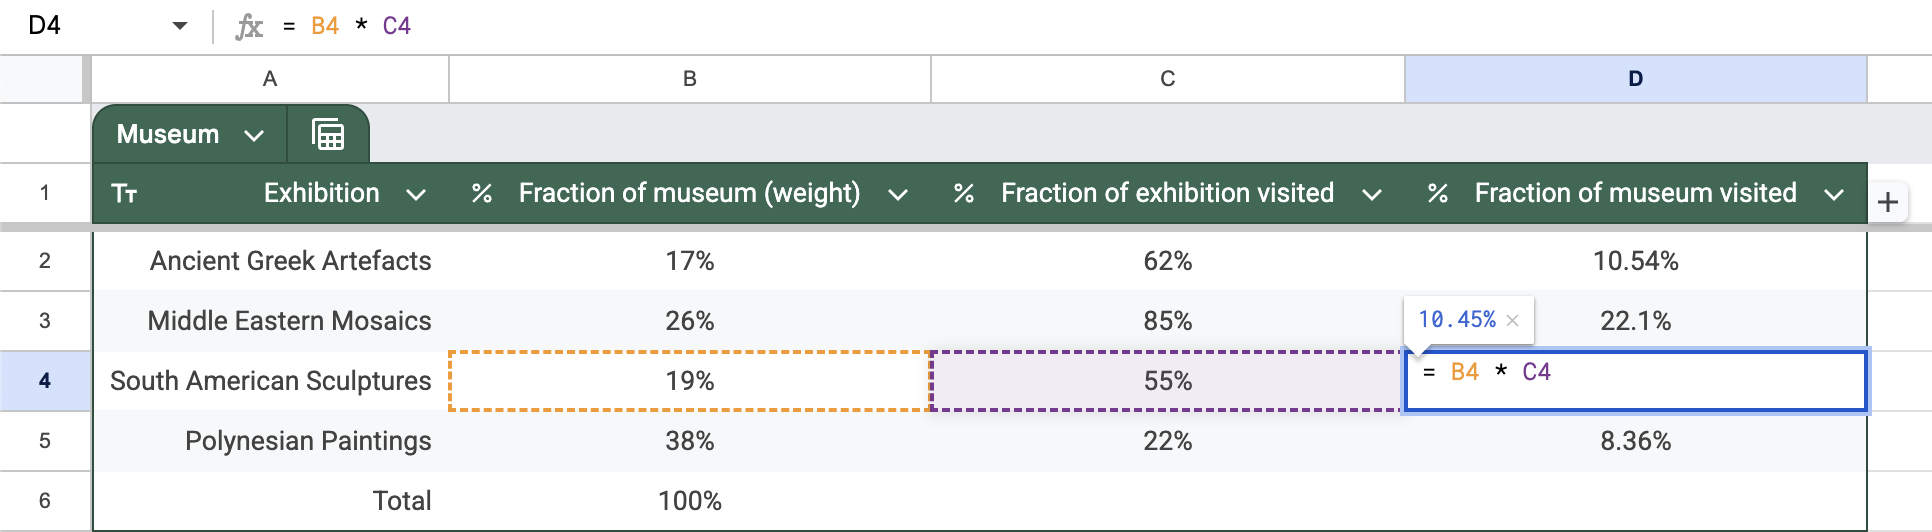 D4 fx = B4 * C4
A B C D
Museum
1 Exhibition % Fraction of museum (weight) % Fraction of exhibition visited % Fraction of museum visited +
2 Ancient Greek Artefacts 17% 62% 10.54%
3 Middle Eastern Mosaics 26% 85% 10.45% × 22.1%
4 South American Sculptures 19% 55% = B4 * C4
5 Polynesian Paintings 38% 22% 8.36%
6 Total 100%